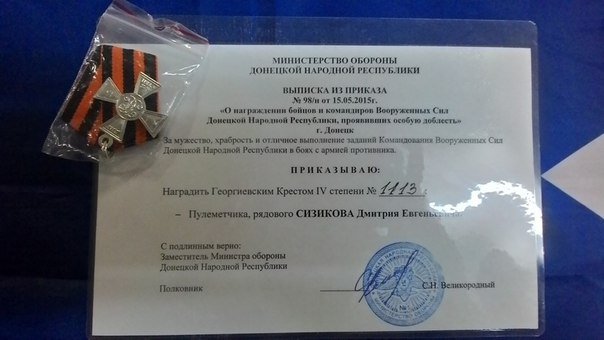 МИНИСТЕРСТВО ОБОРОНЫ
ДОНЕЦКОЙ НАРОДНОЙ РЕСПУБЛИКИ
ВЫПИСКА ИЗ ПРИКАЗА
№ 98/н от 15.05.2015г.
«О награждении бойцов и командиров Вооруженных Сил
Донецкой Народной Республики, проявивших особую доблесть»
г. Донецк
За мужество, храбрость и отличное выполнение заданий Командования Вооруженных Сил
Донецкой Народной Республики в боях с армией противника.
ПРИКАЗЫВАЮ:
Наградить Георгиевским Крестом IV степени № 1113
– Пулеметчика, рядового СИЗИКОВА Дмитрия Евгеньевича.
С подлинным верно:
Заместитель Министра обороны
Донецкой Народной Республики
Полковник
С.Н. Великородный